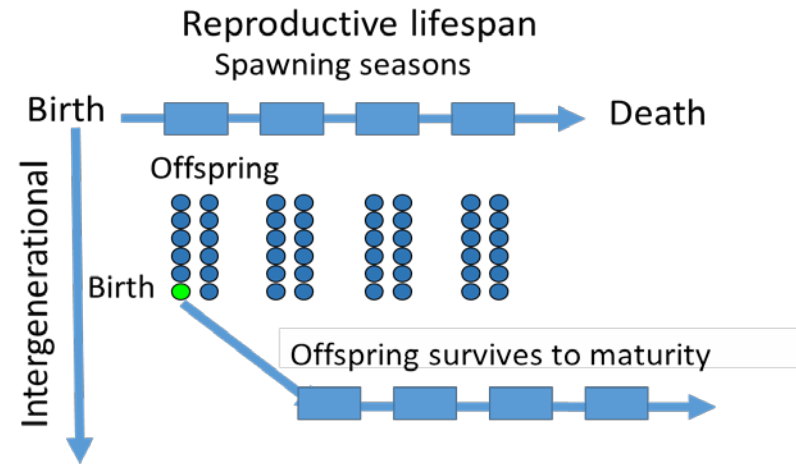 Reproductive lifespan
Spawning seasons
Birth
Death
Offspring
Intergenerational
Birth
Offspring survives to maturity